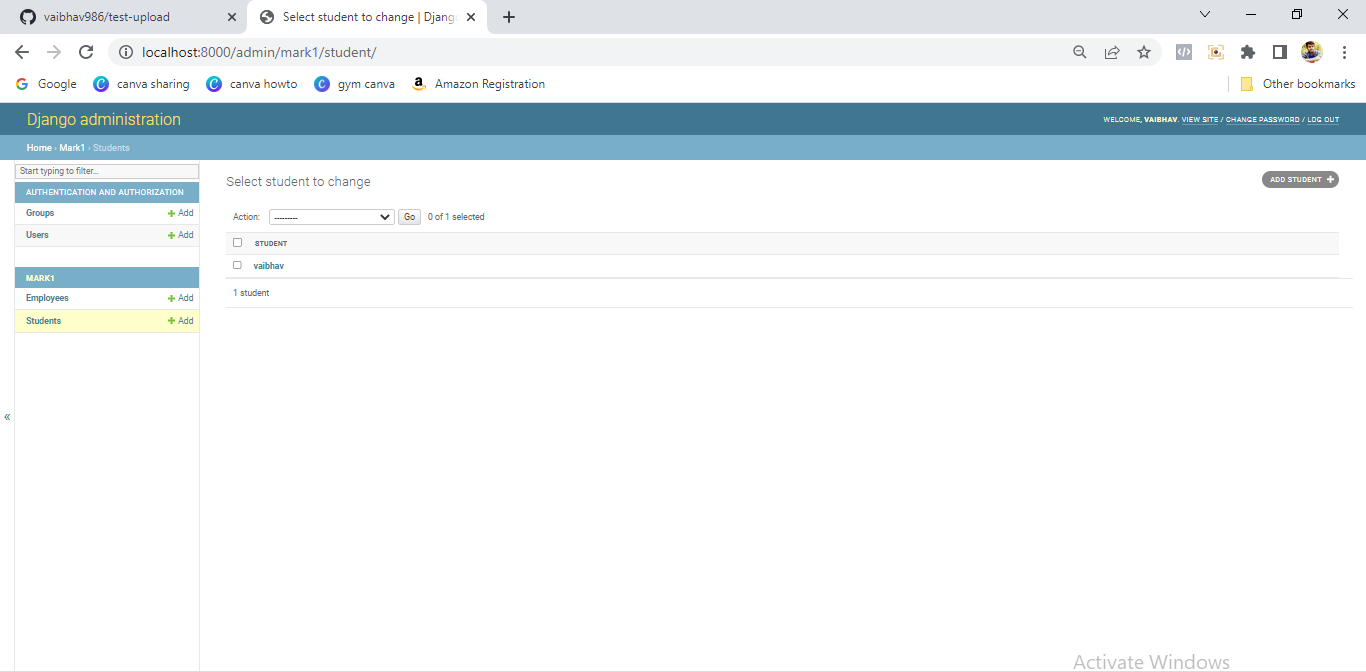 vaibhav986/test-upload
Select student to change | Djang
localhost:8000/admin/mark1/student/
Google canva sharing canva howto gym canva Amazon Registration Other bookmarks
Django administration
WELCOME, VAIBHAV. VIEW SITE / CHANGE PASSWORD / LOG OUT
Home › Mark1 › Students
Start typing to filter...
AUTHENTICATION AND AUTHORIZATION
Groups + Add
Users + Add
MARK1
Employees + Add
Students + Add
«
Select student to change
ADD STUDENT +
Action: --------- Go 0 of 1 selected
STUDENT
vaibhav
1 student
Activate Windows